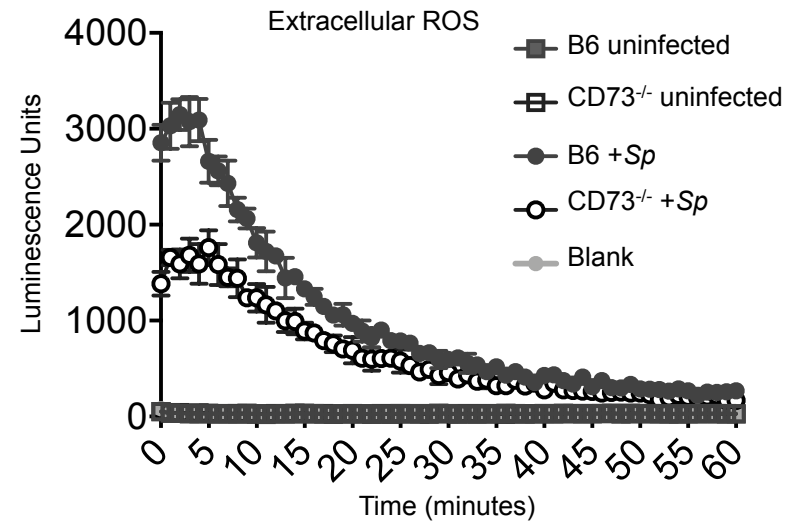 Extracellular ROS
4000
3000
2000
1000
0
Luminescence Units
0 5 10 15 20 25 30 35 40 45 50 55 60
Time (minutes)
B6 uninfected
CD73-/- uninfected
B6 +Sp
CD73-/- +Sp
Blank